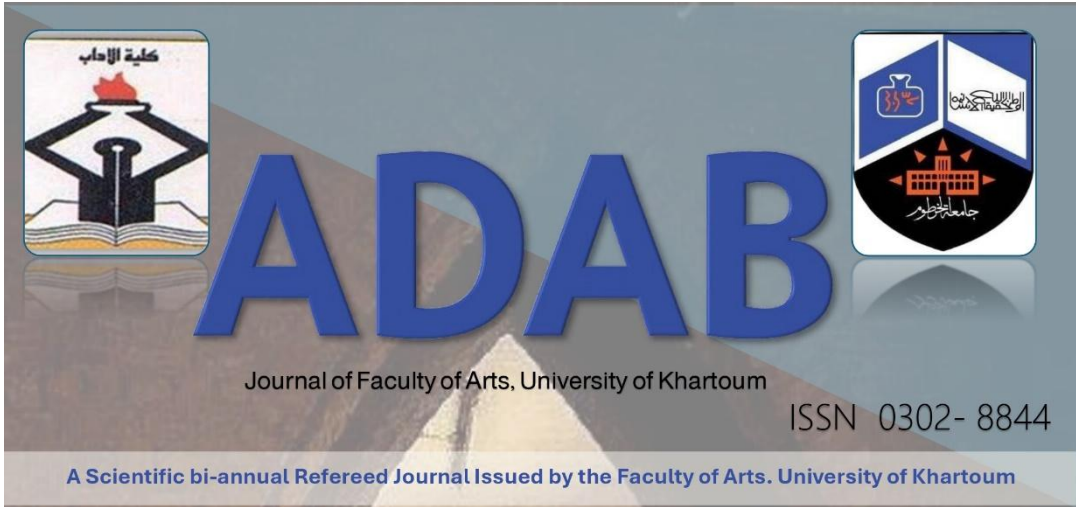 كلية الآداب
ADAB
جامعة الخرطوم
Journal of Faculty of Arts, University of Khartoum
ISSN 0302- 8844
A Scientific bi-annual Refereed Journal Issued by the Faculty of Arts. University of Khartoum